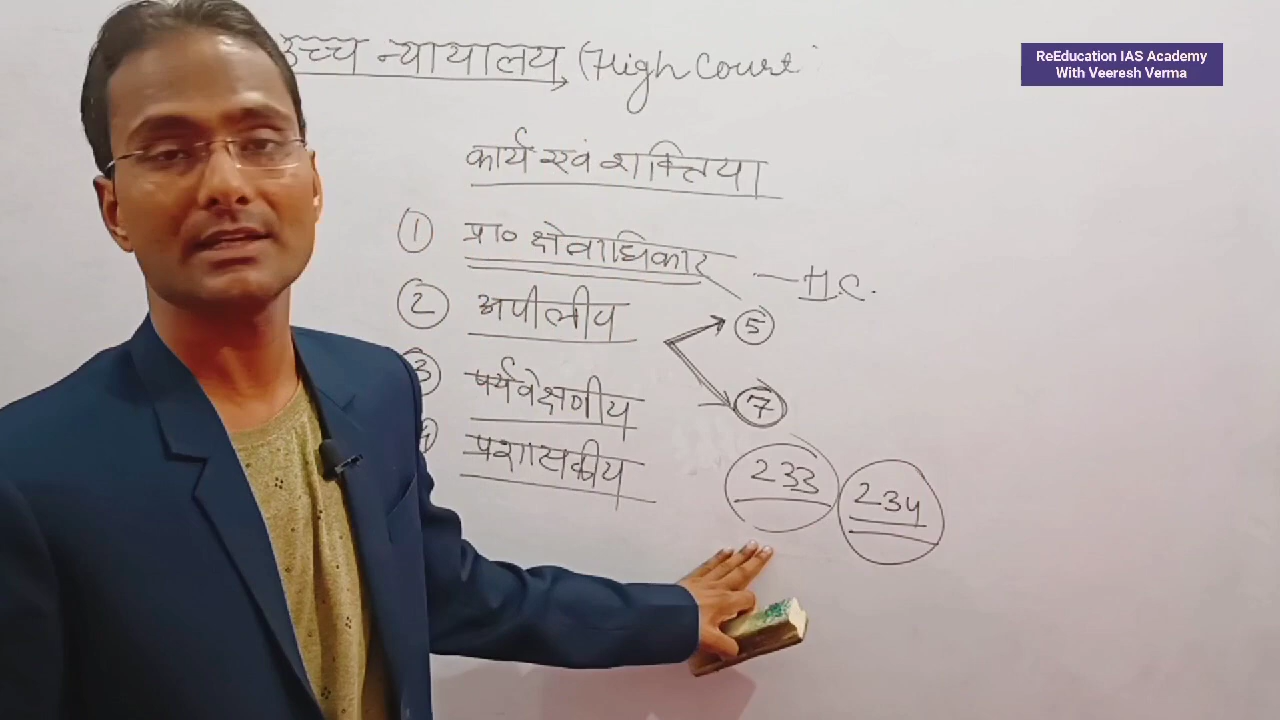 उच्च न्यायालय, (High Court
ReEducation IAS Academy
With Veeresh Verma
कार्य एवं शक्तिया
① प्रा० क्षेत्राधिकार — H.C.
② अपीलीय
⑤
③ पर्यवेक्षणीय
⑦
④ प्रशासकीय
233 234